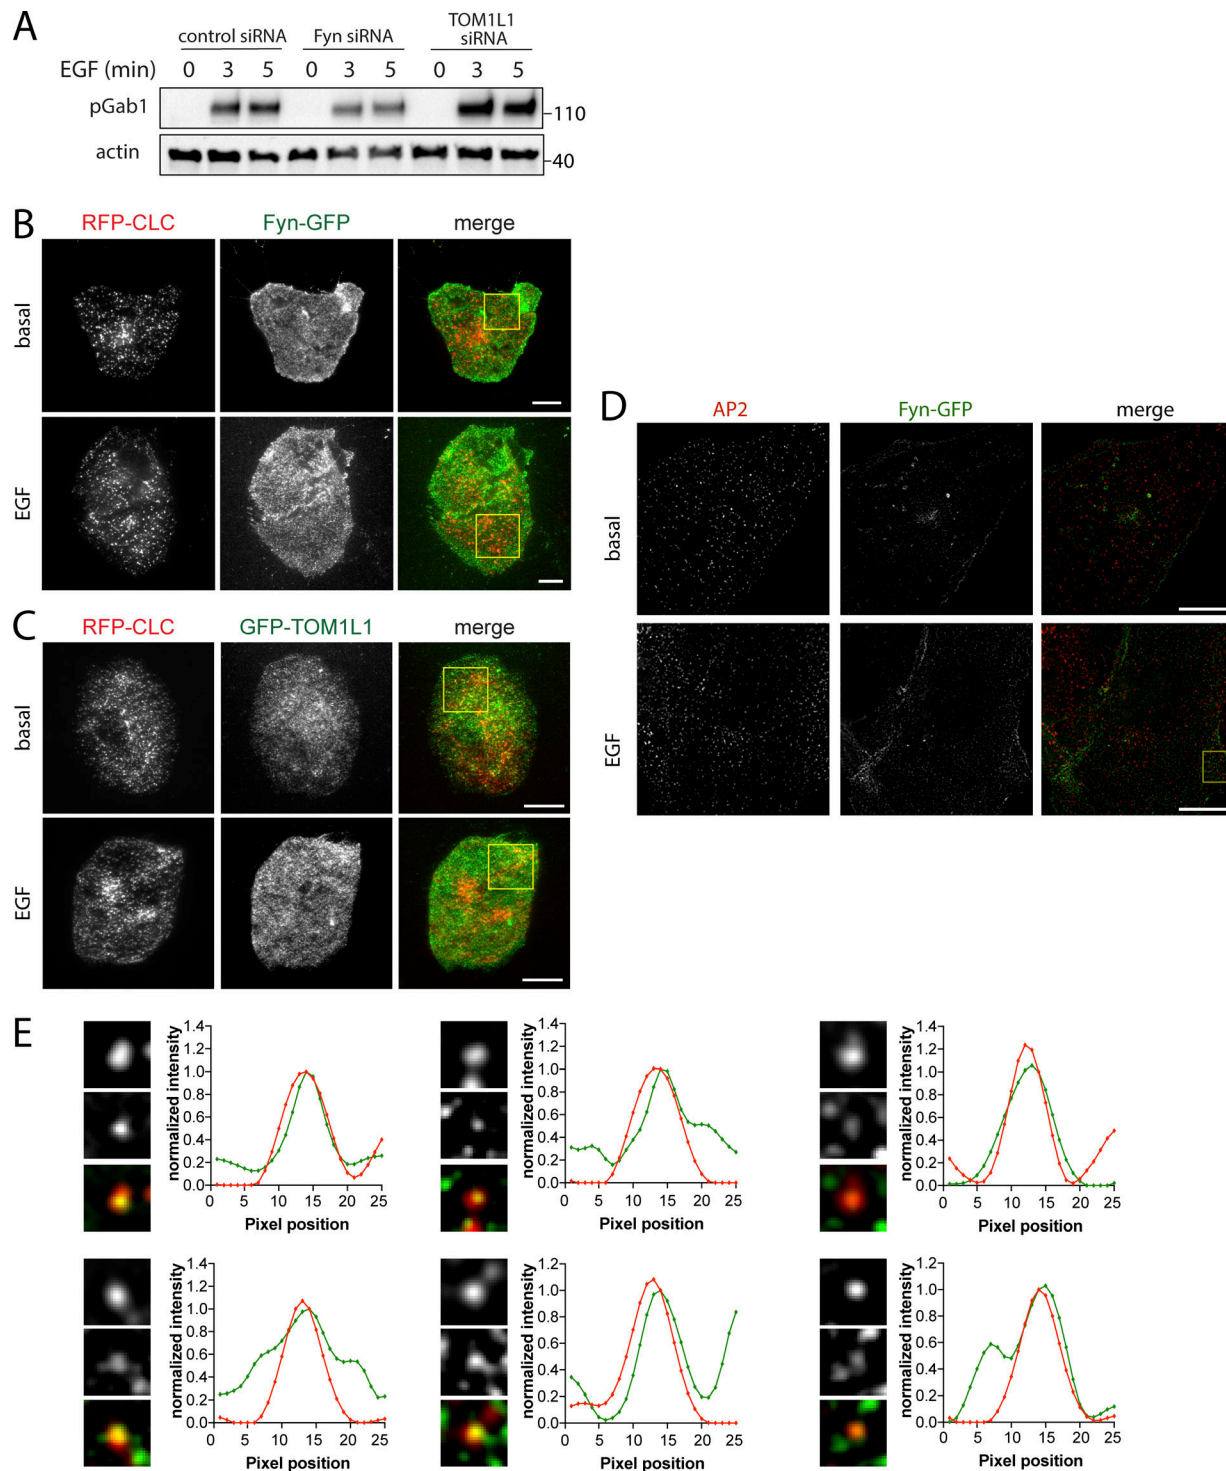 A
control siRNA Fyn siRNA TOM1L1 siRNA
EGF (min) 0 3 5 0 3 5 0 3 5
pGab1 -110
actin -40
B
RFP-CLC Fyn-GFP merge
basal
EGF
C
RFP-CLC GFP-TOM1L1 merge
basal
EGF
D
AP2 Fyn-GFP merge
basal
EGF
E
normalized intensity
1.4
1.2
1.0
0.8
0.6
0.4
0.2
0.0
0 5 10 15 20 25
Pixel position
normalized intensity
1.4
1.2
1.0
0.8
0.6
0.4
0.2
0.0
0 5 10 15 20 25
Pixel position
normalized intensity
1.4
1.2
1.0
0.8
0.6
0.4
0.2
0.0
0 5 10 15 20 25
Pixel position
normalized intensity
1.4
1.2
1.0
0.8
0.6
0.4
0.2
0.0
0 5 10 15 20 25
Pixel position
normalized intensity
1.2
1.0
0.8
0.6
0.4
0.2
0.0
0 5 10 15 20 25
Pixel position
normalized intensity
1.2
1.0
0.8
0.6
0.4
0.2
0.0
0 5 10 15 20 25
Pixel position